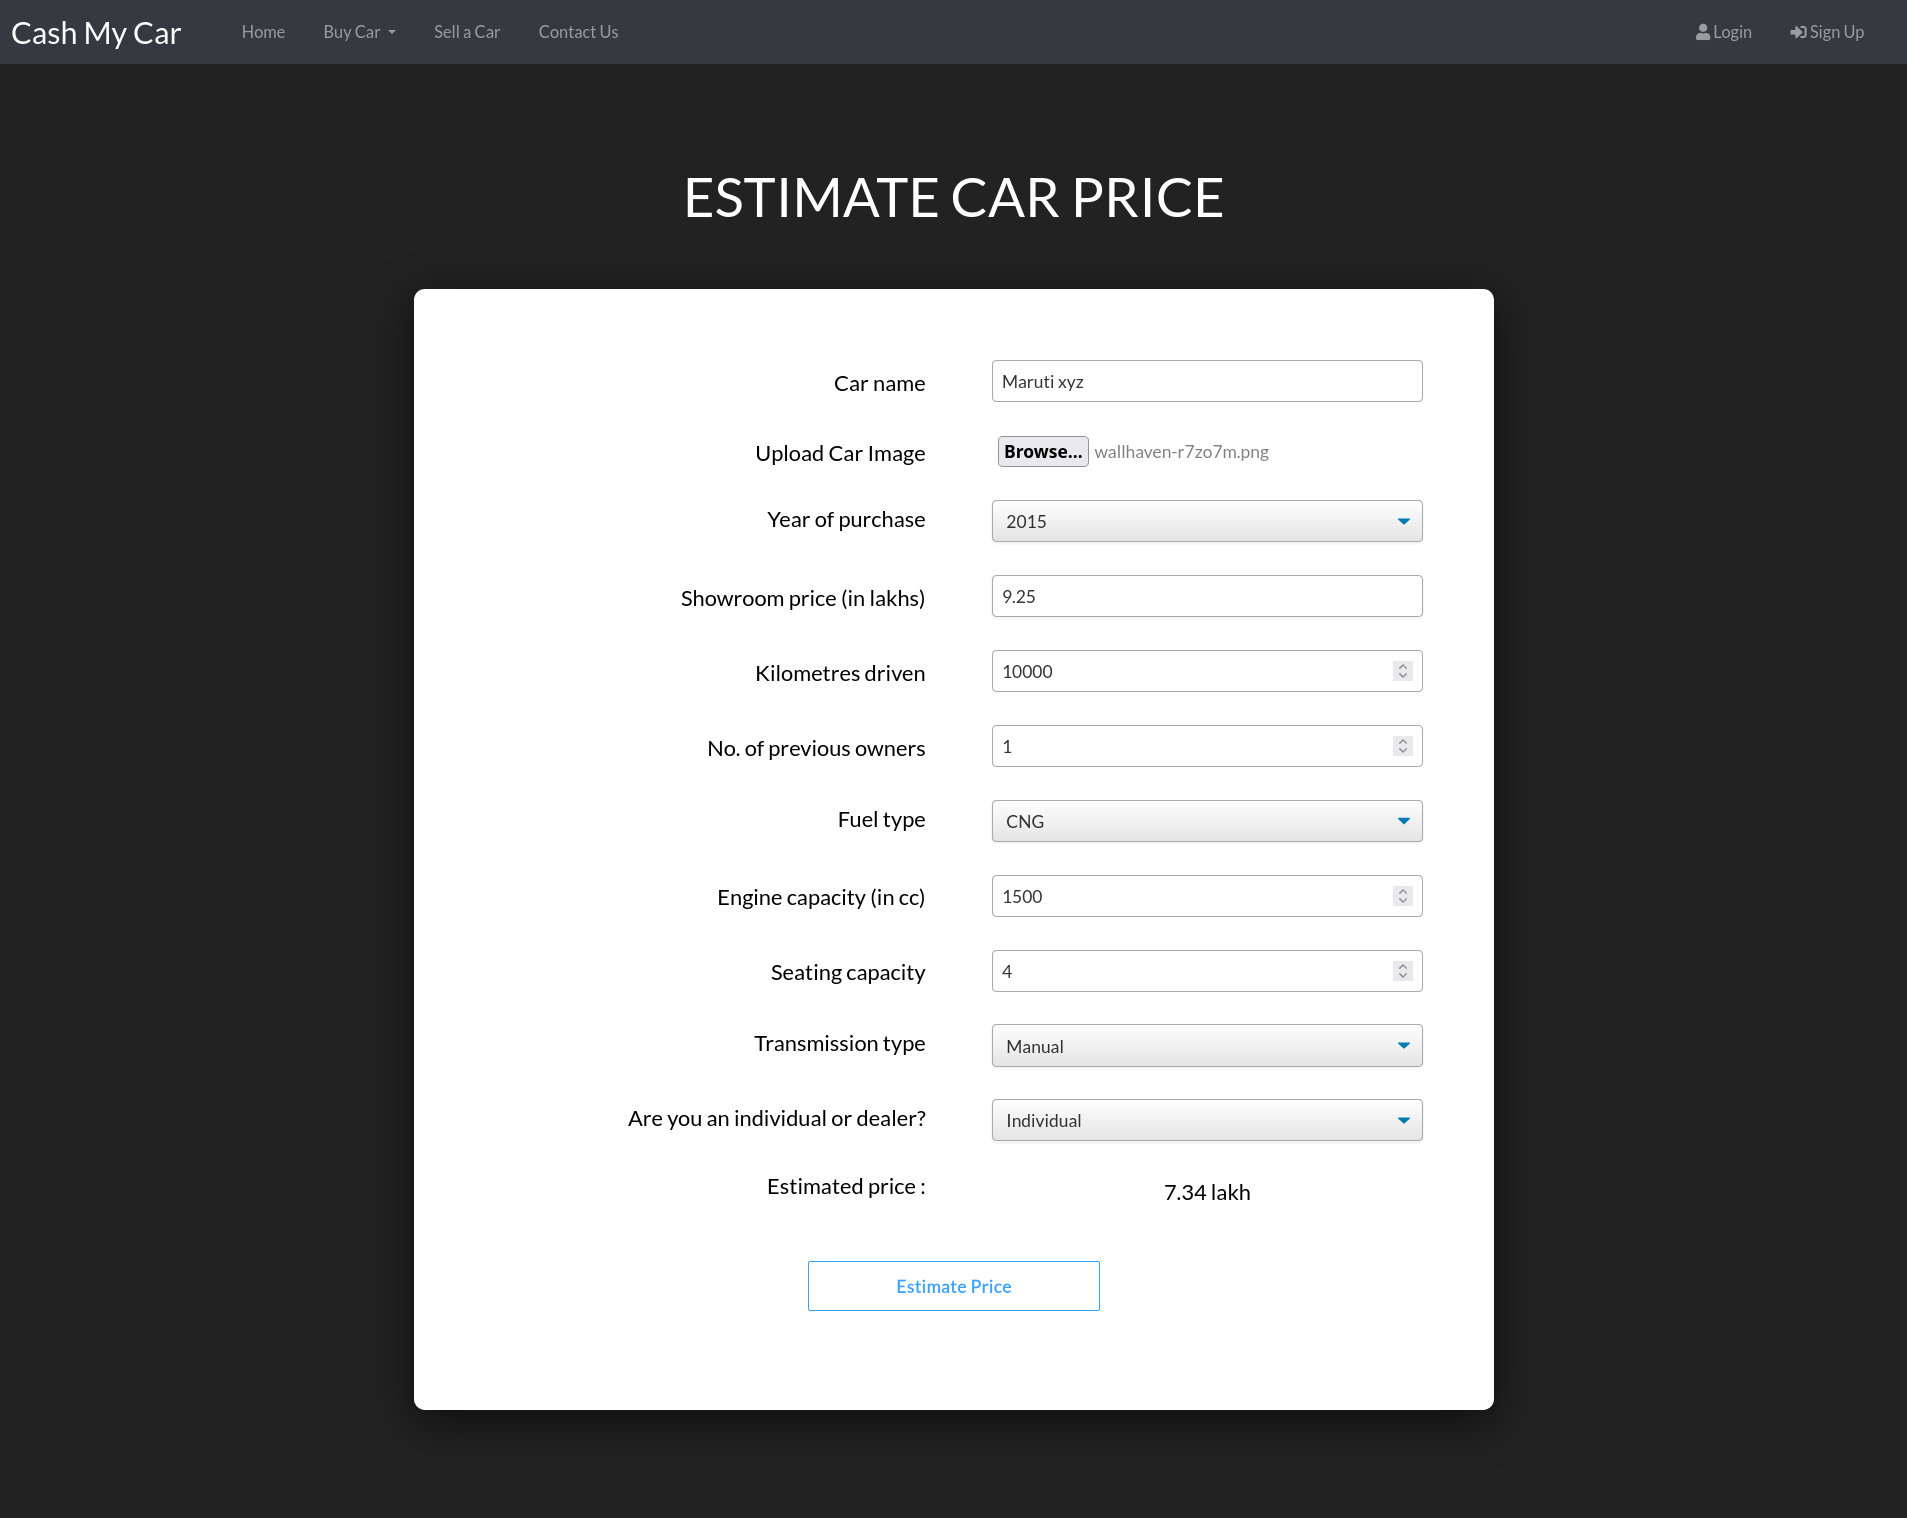 Cash My Car Home Buy Car Sell a Car Contact Us Login Sign Up
ESTIMATE CAR PRICE
Car name Maruti xyz
Upload Car Image Browse... wallhaven-r7zo7m.png
Year of purchase 2015
Showroom price (in lakhs) 9.25
Kilometres driven 10000
No. of previous owners 1
Fuel type CNG
Engine capacity (in cc) 1500
Seating capacity 4
Transmission type Manual
Are you an individual or dealer? Individual
Estimated price : 7.34 lakh
Estimate Price